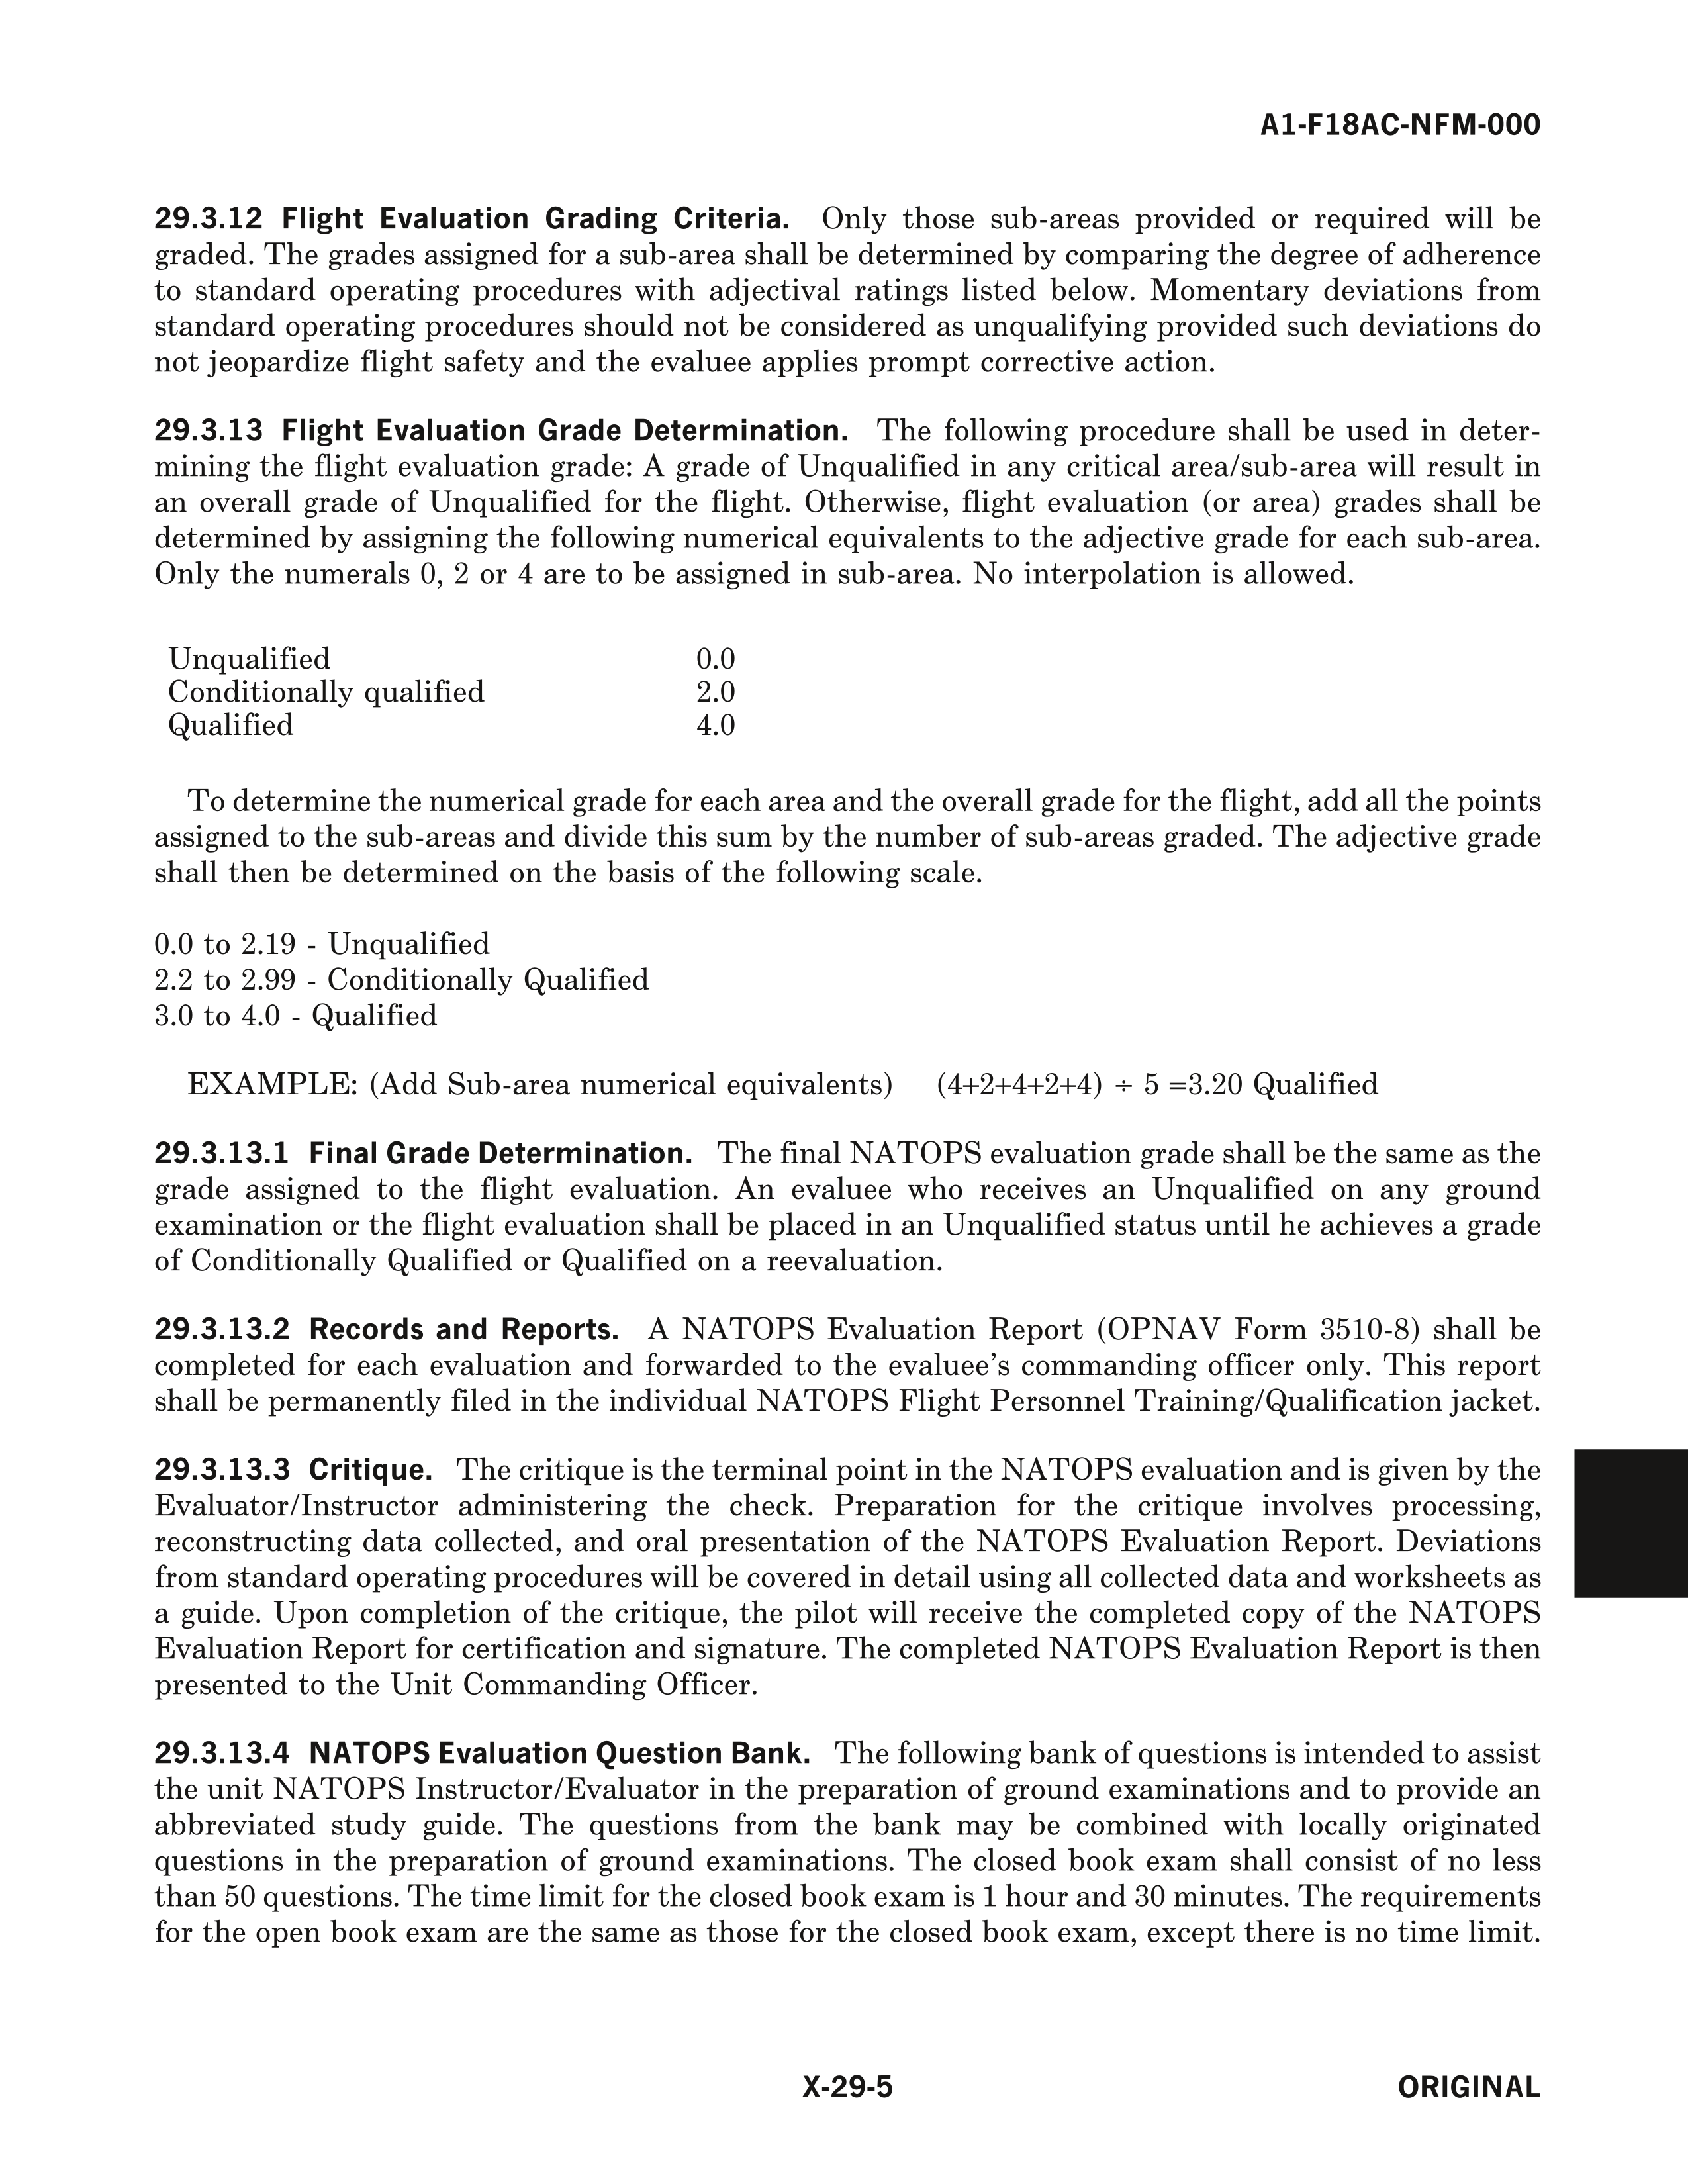 A1-F18AC-NFM-000
29.3.12 Flight Evaluation Grading Criteria. Only those sub-areas provided or required will be
graded. The grades assigned for a sub-area shall be determined by comparing the degree of adherence
to standard operating procedures with adjectival ratings listed below. Momentary deviations from
standard operating procedures should not be considered as unqualifying provided such deviations do
not jeopardize flight safety and the evaluee applies prompt corrective action.
29.3.13 Flight Evaluation Grade Determination. The following procedure shall be used in deter-
mining the flight evaluation grade: A grade of Unqualified in any critical area/sub-area will result in
an overall grade of Unqualified for the flight. Otherwise, flight evaluation (or area) grades shall be
determined by assigning the following numerical equivalents to the adjective grade for each sub-area.
Only the numerals 0, 2 or 4 are to be assigned in sub-area. No interpolation is allowed.
Unqualified 0.0
Conditionally qualified 2.0
Qualified 4.0
To determine the numerical grade for each area and the overall grade for the flight, add all the points
assigned to the sub-areas and divide this sum by the number of sub-areas graded. The adjective grade
shall then be determined on the basis of the following scale.
0.0 to 2.19 - Unqualified
2.2 to 2.99 - Conditionally Qualified
3.0 to 4.0 - Qualified
EXAMPLE: (Add Sub-area numerical equivalents) (4+2+4+2+4) ÷ 5 =3.20 Qualified
29.3.13.1 Final Grade Determination. The final NATOPS evaluation grade shall be the same as the
grade assigned to the flight evaluation. An evaluee who receives an Unqualified on any ground
examination or the flight evaluation shall be placed in an Unqualified status until he achieves a grade
of Conditionally Qualified or Qualified on a reevaluation.
29.3.13.2 Records and Reports. A NATOPS Evaluation Report (OPNAV Form 3510-8) shall be
completed for each evaluation and forwarded to the evaluee's commanding officer only. This report
shall be permanently filed in the individual NATOPS Flight Personnel Training/Qualification jacket.
29.3.13.3 Critique. The critique is the terminal point in the NATOPS evaluation and is given by the
Evaluator/Instructor administering the check. Preparation for the critique involves processing,
reconstructing data collected, and oral presentation of the NATOPS Evaluation Report. Deviations
from standard operating procedures will be covered in detail using all collected data and worksheets as
a guide. Upon completion of the critique, the pilot will receive the completed copy of the NATOPS
Evaluation Report for certification and signature. The completed NATOPS Evaluation Report is then
presented to the Unit Commanding Officer.
29.3.13.4 NATOPS Evaluation Question Bank. The following bank of questions is intended to assist
the unit NATOPS Instructor/Evaluator in the preparation of ground examinations and to provide an
abbreviated study guide. The questions from the bank may be combined with locally originated
questions in the preparation of ground examinations. The closed book exam shall consist of no less
than 50 questions. The time limit for the closed book exam is 1 hour and 30 minutes. The requirements
for the open book exam are the same as those for the closed book exam, except there is no time limit.
X-29-5 ORIGINAL